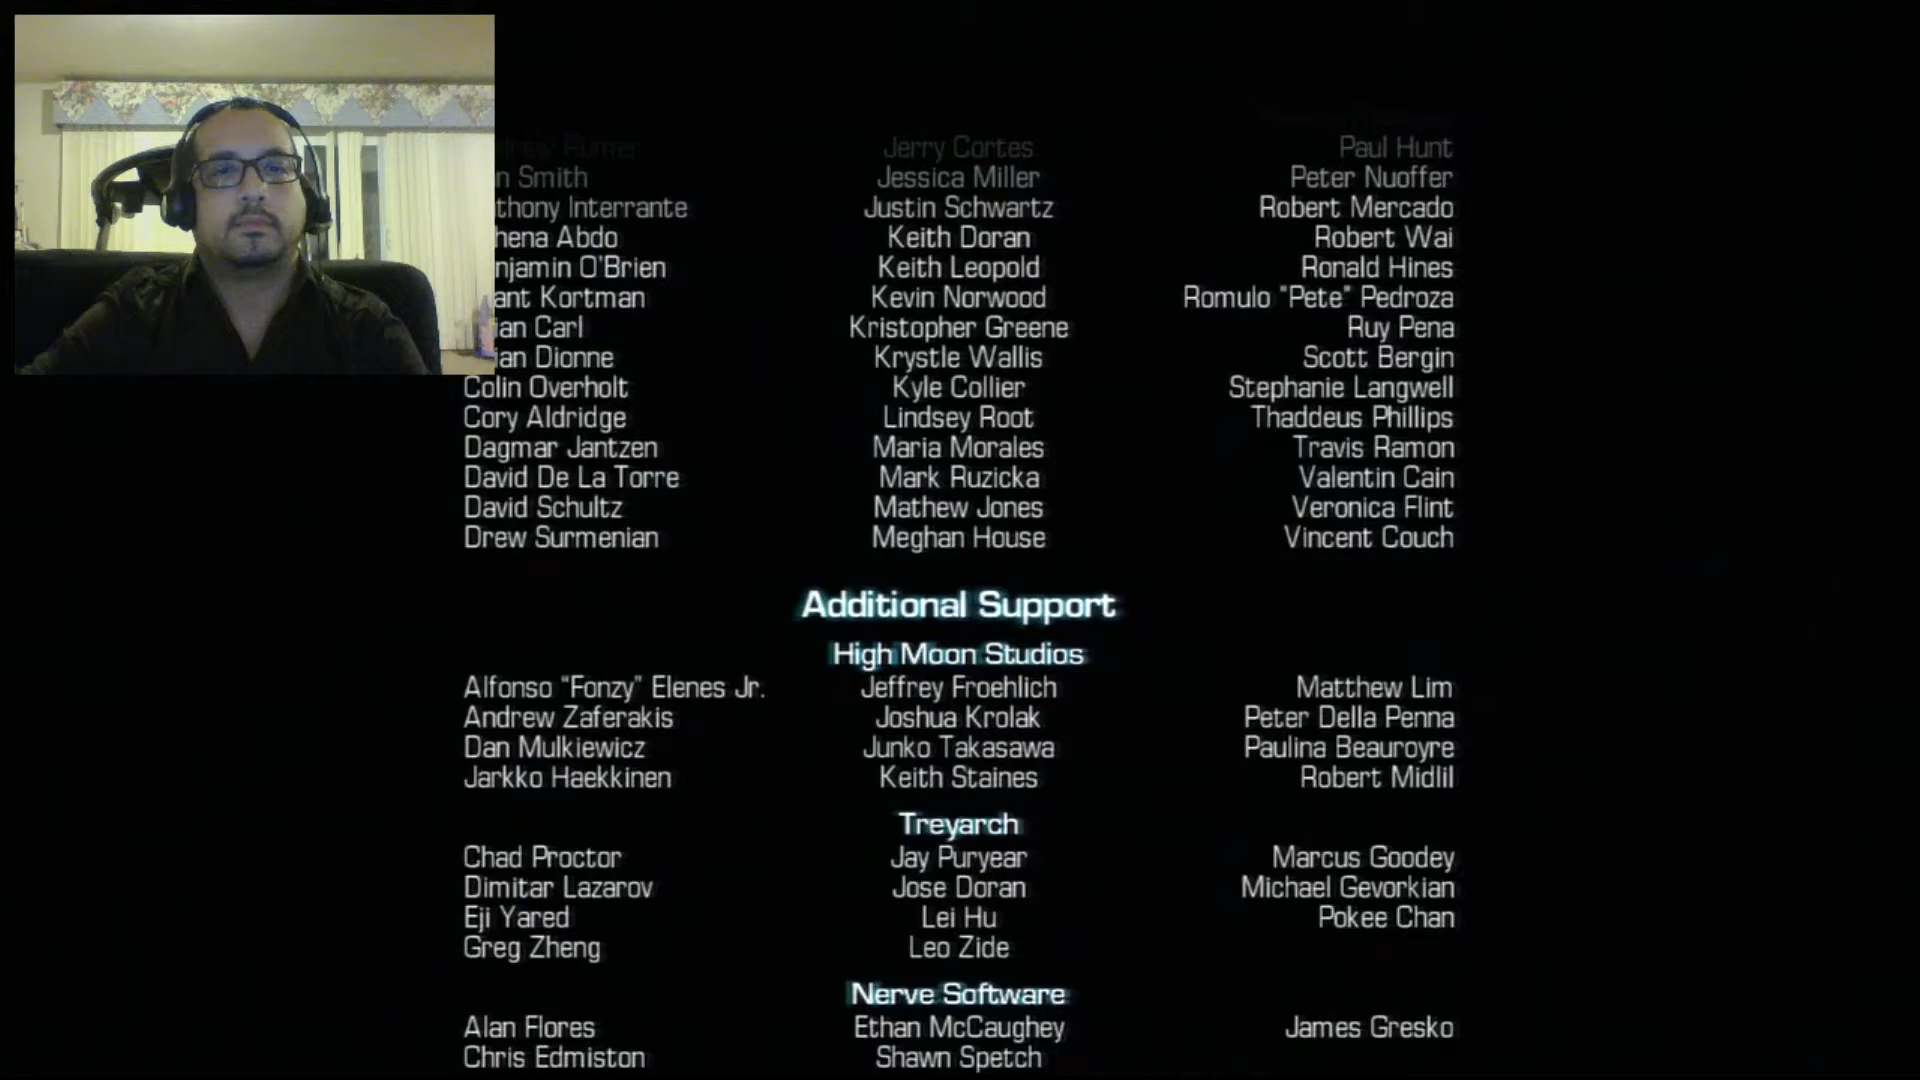 Jerry Cortes Paul Hunt
Smith Jessica Miller Peter Nuoffer
Interrante Justin Schwartz Robert Mercado
Abdo Keith Doran Robert Wai
O'Brien Keith Leopold Ronald Hines
Kortman Kevin Norwood Romulo "Pete" Pedroza
Carl Kristopher Greene Ruy Pena
Dionne Krystle Wallis Scott Bergin
Colin Overholt Kyle Collier Stephanie Langwell
Cory Aldridge Lindsey Root Thaddeus Phillips
Dagmar Jantzen Maria Morales Travis Ramon
David De La Torre Mark Ruzicka Valentin Cain
David Schultz Mathew Jones Veronica Flint
Drew Surmenian Meghan House Vincent Couch
Additional Support
High Moon Studios
Alfonso "Fonzy" Elenes Jr. Jeffrey Froehlich Matthew Lim
Andrew Zaferakis Joshua Krolak Peter Della Penna
Dan Mulkiewicz Junko Takasawa Paulina Beauroyre
Jarkko Haekkinen Keith Staines Robert Midlil
Treyarch
Chad Proctor Jay Puryear Marcus Goodey
Dimitar Lazarov Jose Doran Michael Gevorkian
Eji Yared Lei Hu Pokee Chan
Greg Zheng Leo Zide
Nerve Software
Alan Flores Ethan McCaughey James Gresko
Chris Edmiston Shawn Spetch